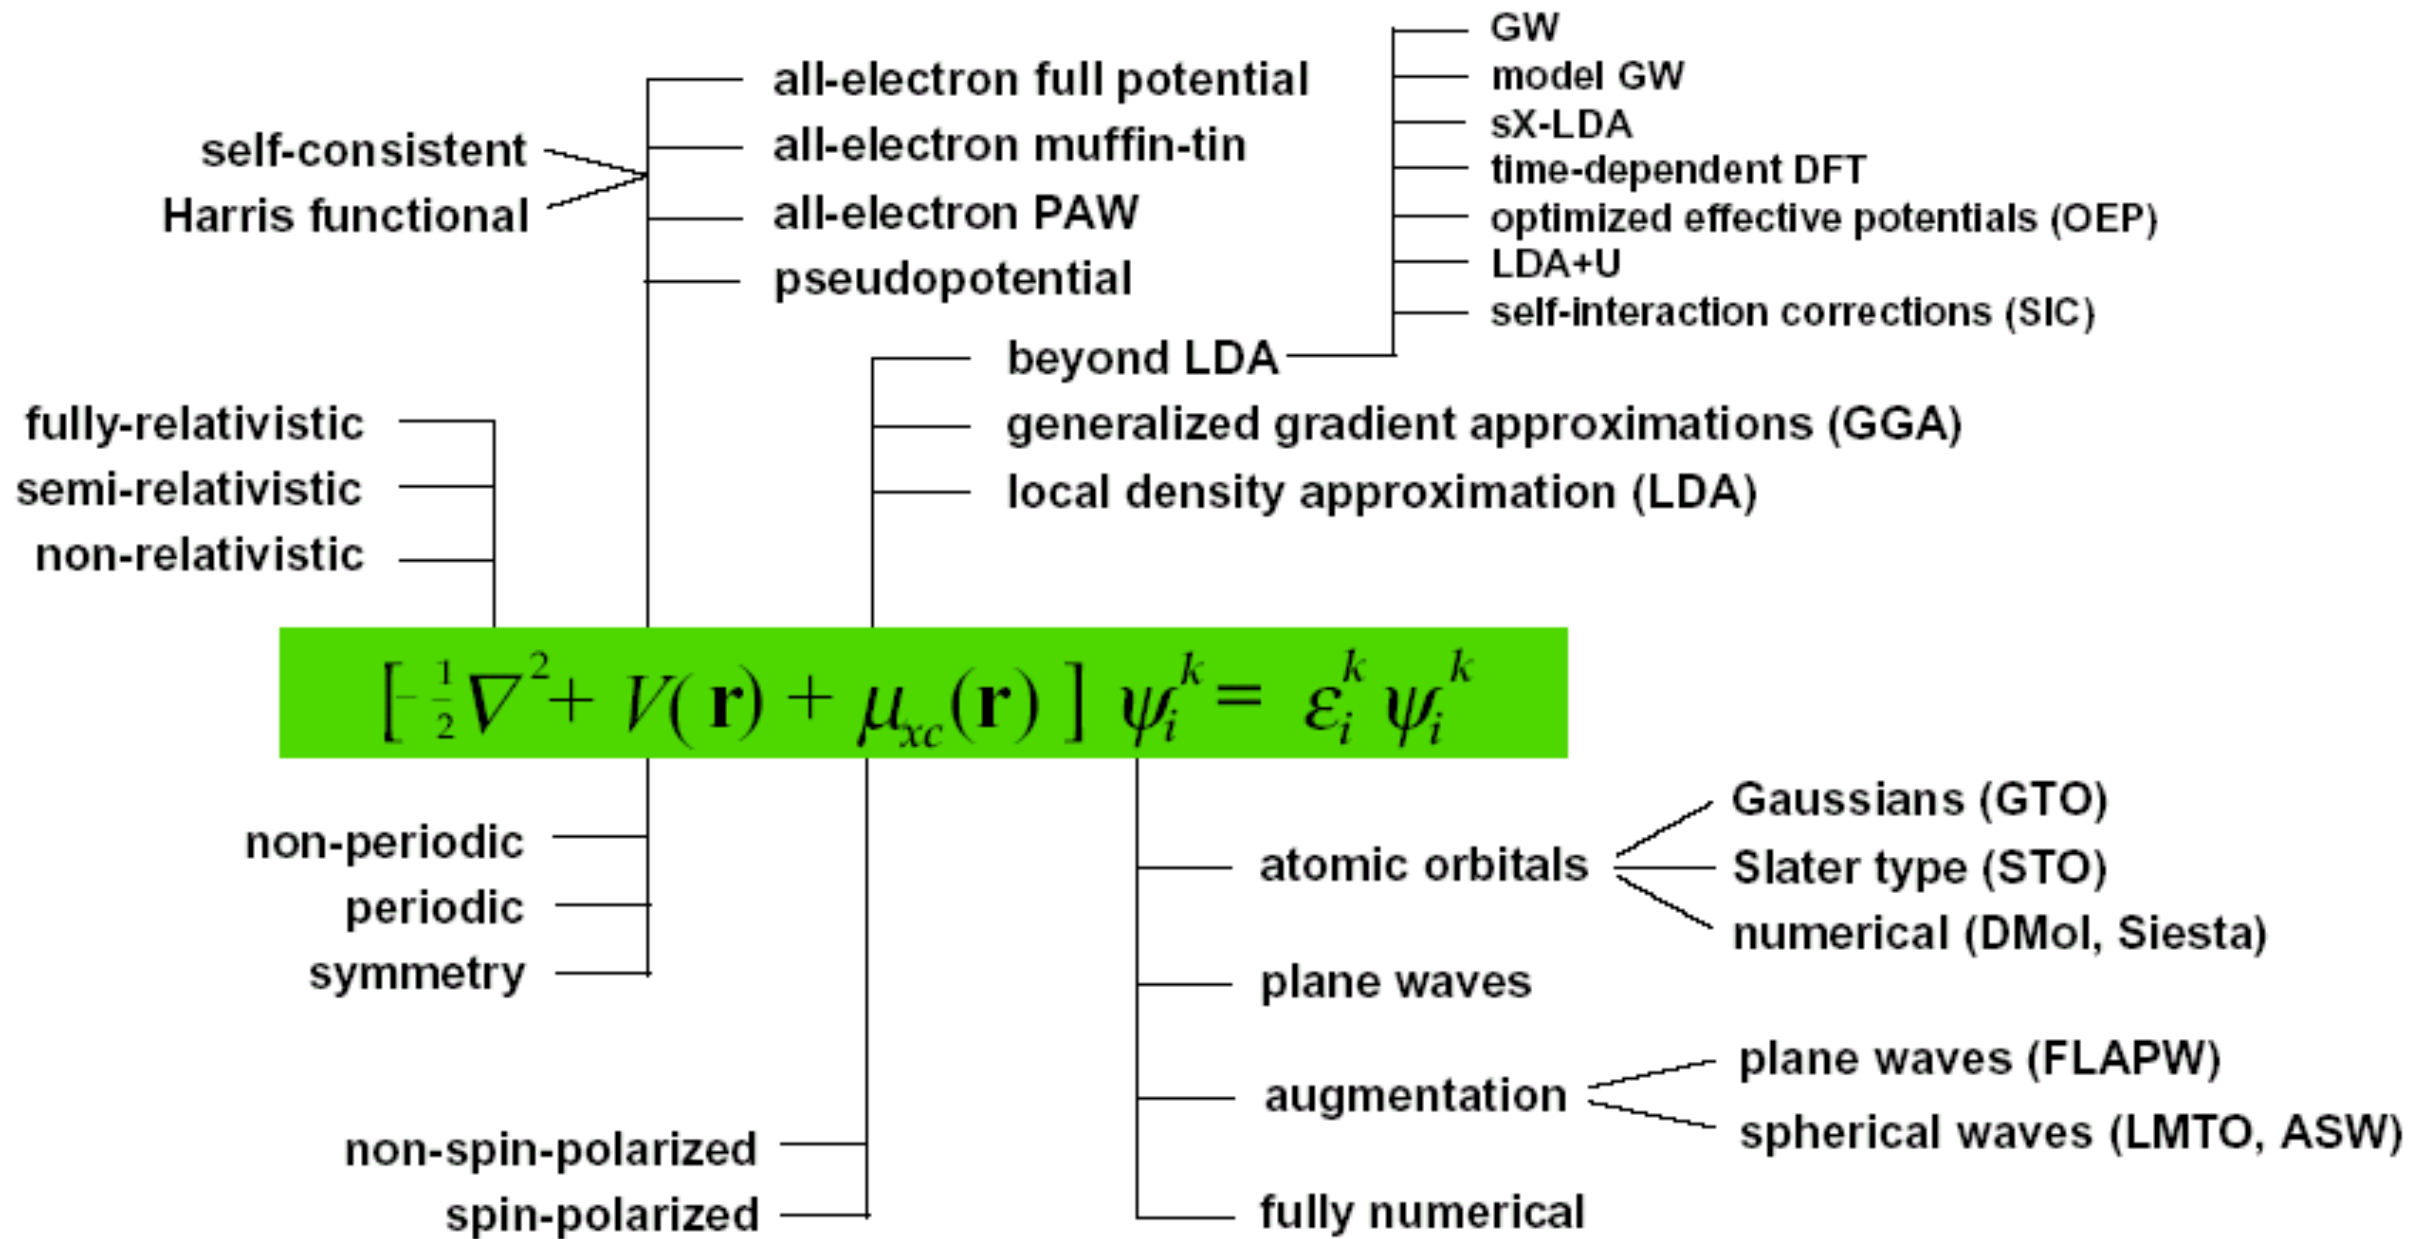 GW
model GW
sX-LDA
time-dependent DFT
optimized effective potentials (OEP)
LDA+U
self-interaction corrections (SIC)
all-electron full potential
all-electron muffin-tin
all-electron PAW
pseudopotential
self-consistent
Harris functional
beyond LDA
generalized gradient approximations (GGA)
local density approximation (LDA)
fully-relativistic
semi-relativistic
non-relativistic
[-½∇² + V(r) + μ_xc(r)] ψ_i^k = ε_i^k ψ_i^k
non-periodic
periodic
symmetry
non-spin-polarized
spin-polarized
atomic orbitals
Gaussians (GTO)
Slater type (STO)
numerical (DMol, Siesta)
plane waves
augmentation
plane waves (FLAPW)
spherical waves (LMTO, ASW)
fully numerical